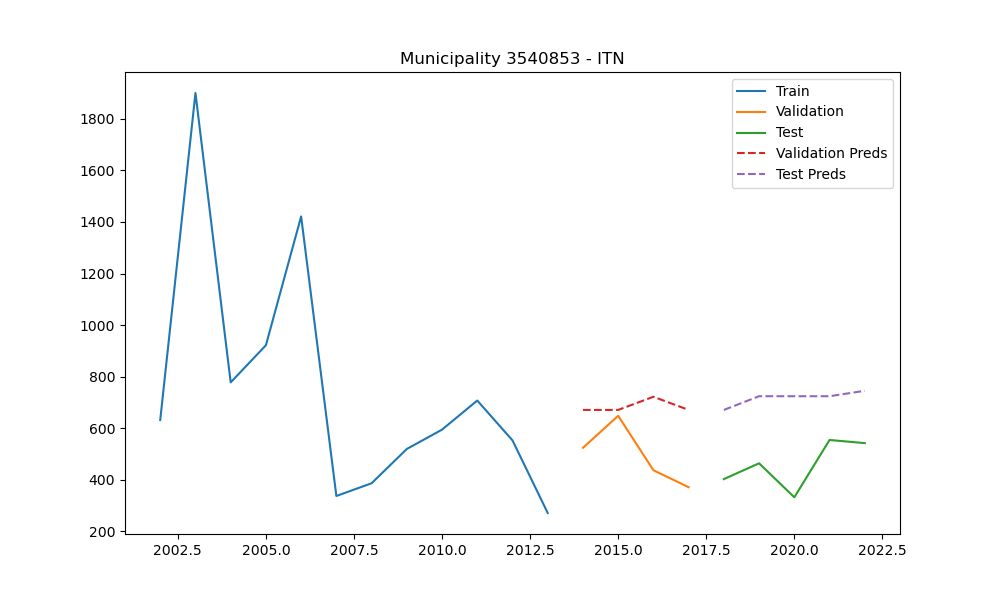 Municipality 3540853 - ITN
Train
Validation
Test
Validation Preds
Test Preds
1800
1600
1400
1200
1000
800
600
400
200
2002.5 2005.0 2007.5 2010.0 2012.5 2015.0 2017.5 2020.0 2022.5